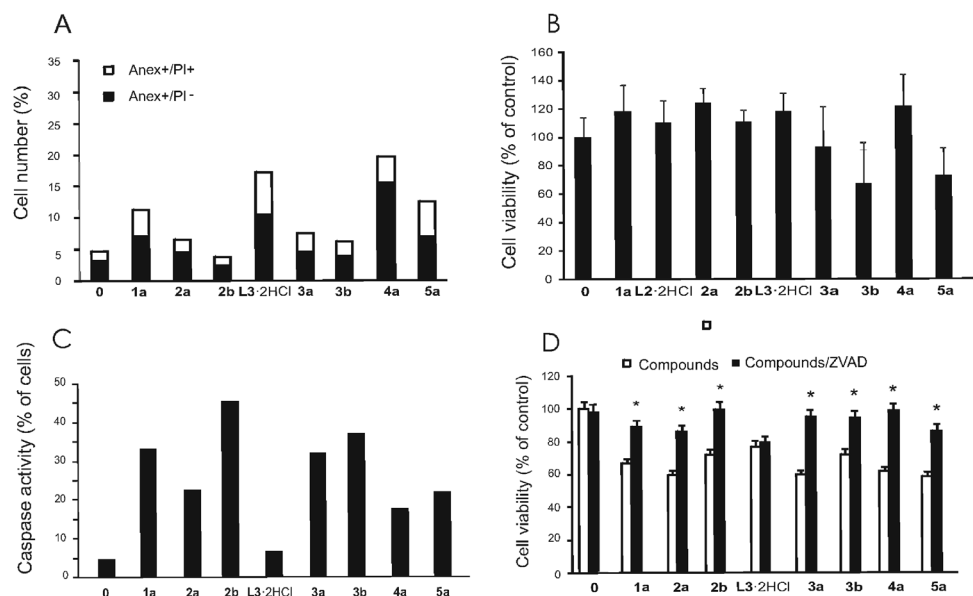 A
Cell number (%)
35
30
25
20
15
10
5
0
Anex+/PI+
Anex+/PI -
0 1a 2a 2b L3·2HCl 3a 3b 4a 5a
B
Cell viability (% of control)
160
140
120
100
80
60
40
20
0
0 1a L2·2HCl 2a 2b L3·2HCl 3a 3b 4a 5a
C
Caspase activity (% of cells)
50
40
30
20
10
0
0 1a 2a 2b L3·2HCl 3a 3b 4a 5a
D
Compounds Compounds/ZVAD
Cell viability (% of control)
120
100
80
60
40
20
0
* * * * * * *
0 1a 2a 2b L3·2HCl 3a 3b 4a 5a